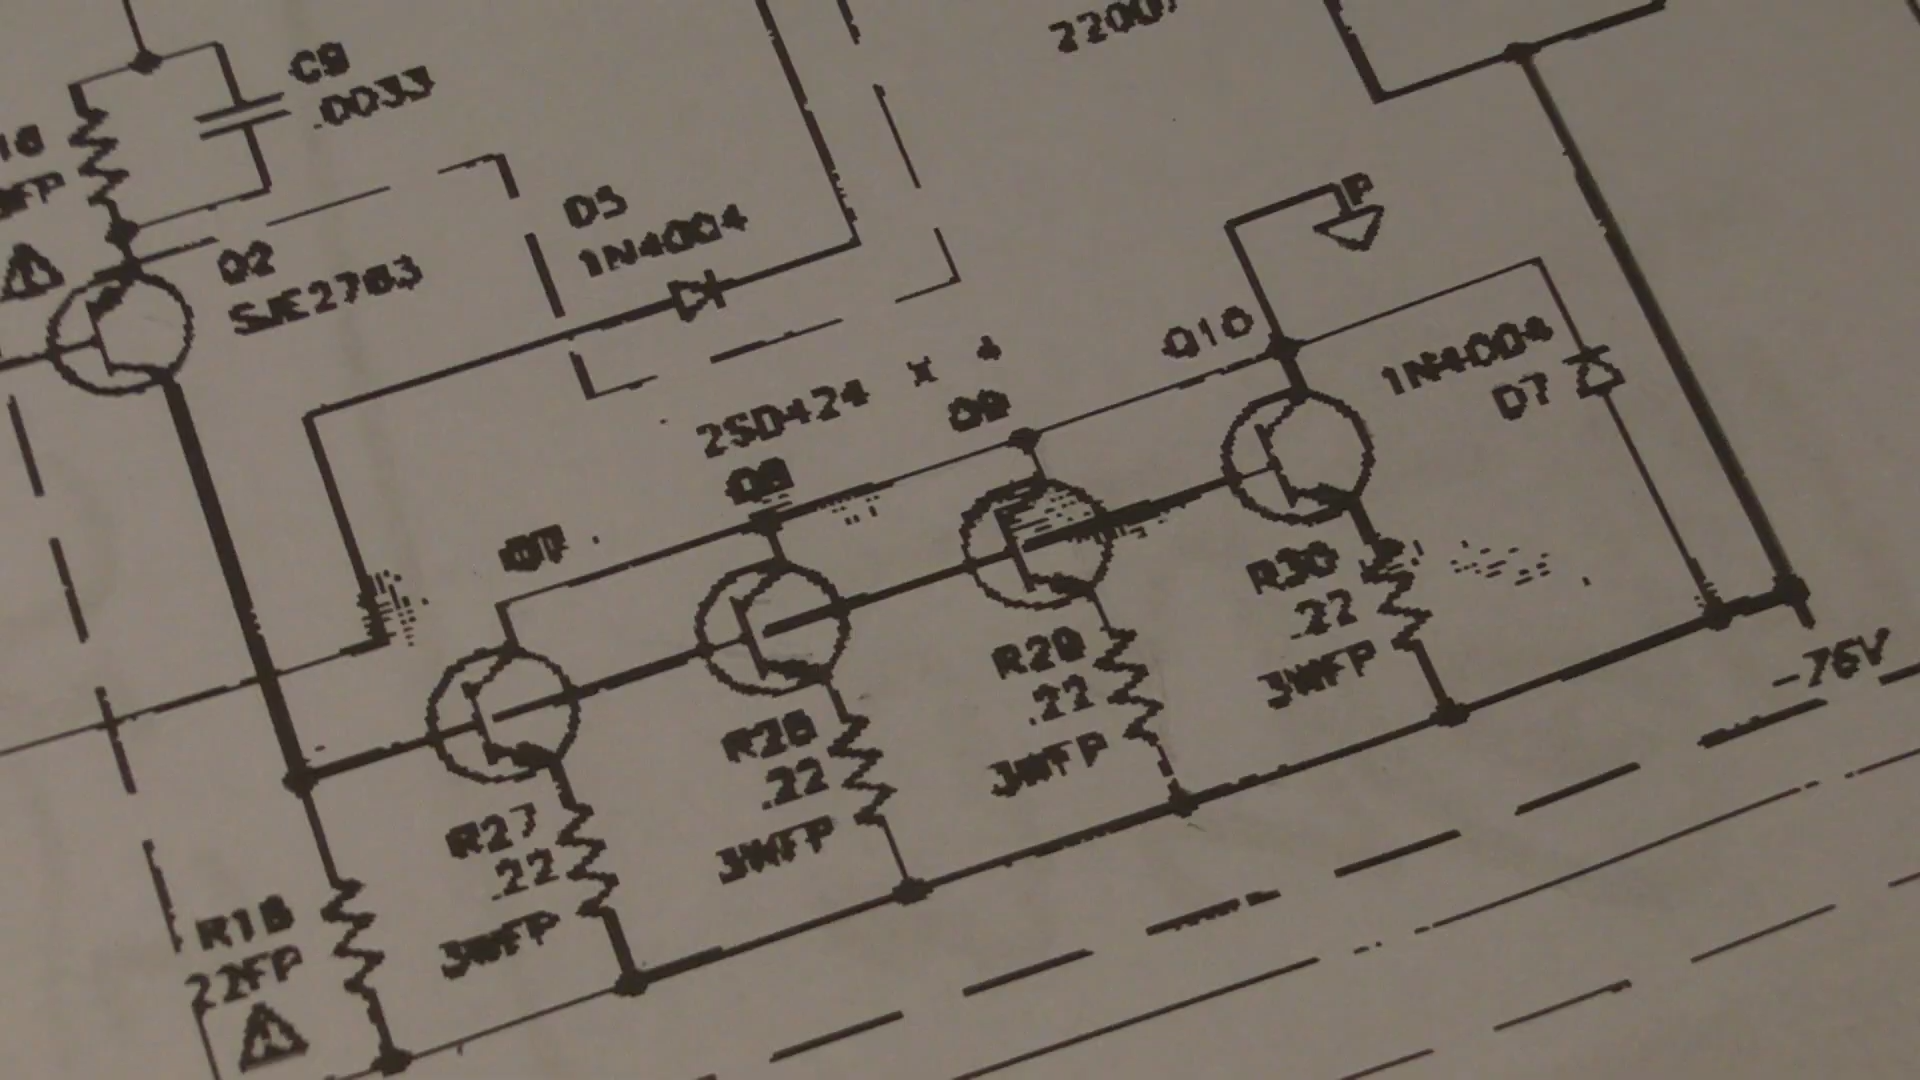 2200
C9
.0033
D5
1N4004
Q2
SJE2783
P
Q10
1N4004
D7
2SD424 x 4
Q9
Q8
Q7
R30
.22
3WFP
R29
.22
3WFP
R28
.22
3WFP
R27
.22
3WFP
-76V
R18
22FP